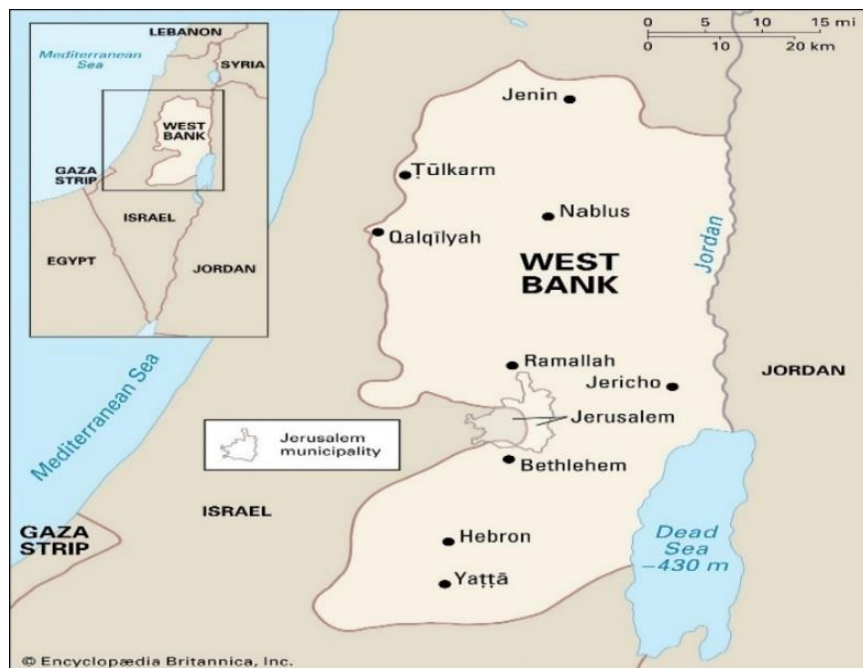 LEBANON
Mediterranean
Sea
SYRIA
WEST
BANK
GAZA
STRIP
ISRAEL
EGYPT
JORDAN
0 5 10 15 mi
0 10 20 km
Jenin
Ṭūlkarm
Nablus
Qalqīlyah
Jordan
WEST
BANK
Ramallah
Jericho
JORDAN
Jerusalem
Mediterranean Sea
Jerusalem
municipality
Bethlehem
ISRAEL
GAZA
STRIP
Hebron
Dead
Sea
–430 m
Yaṭṭā
© Encyclopædia Britannica, Inc.